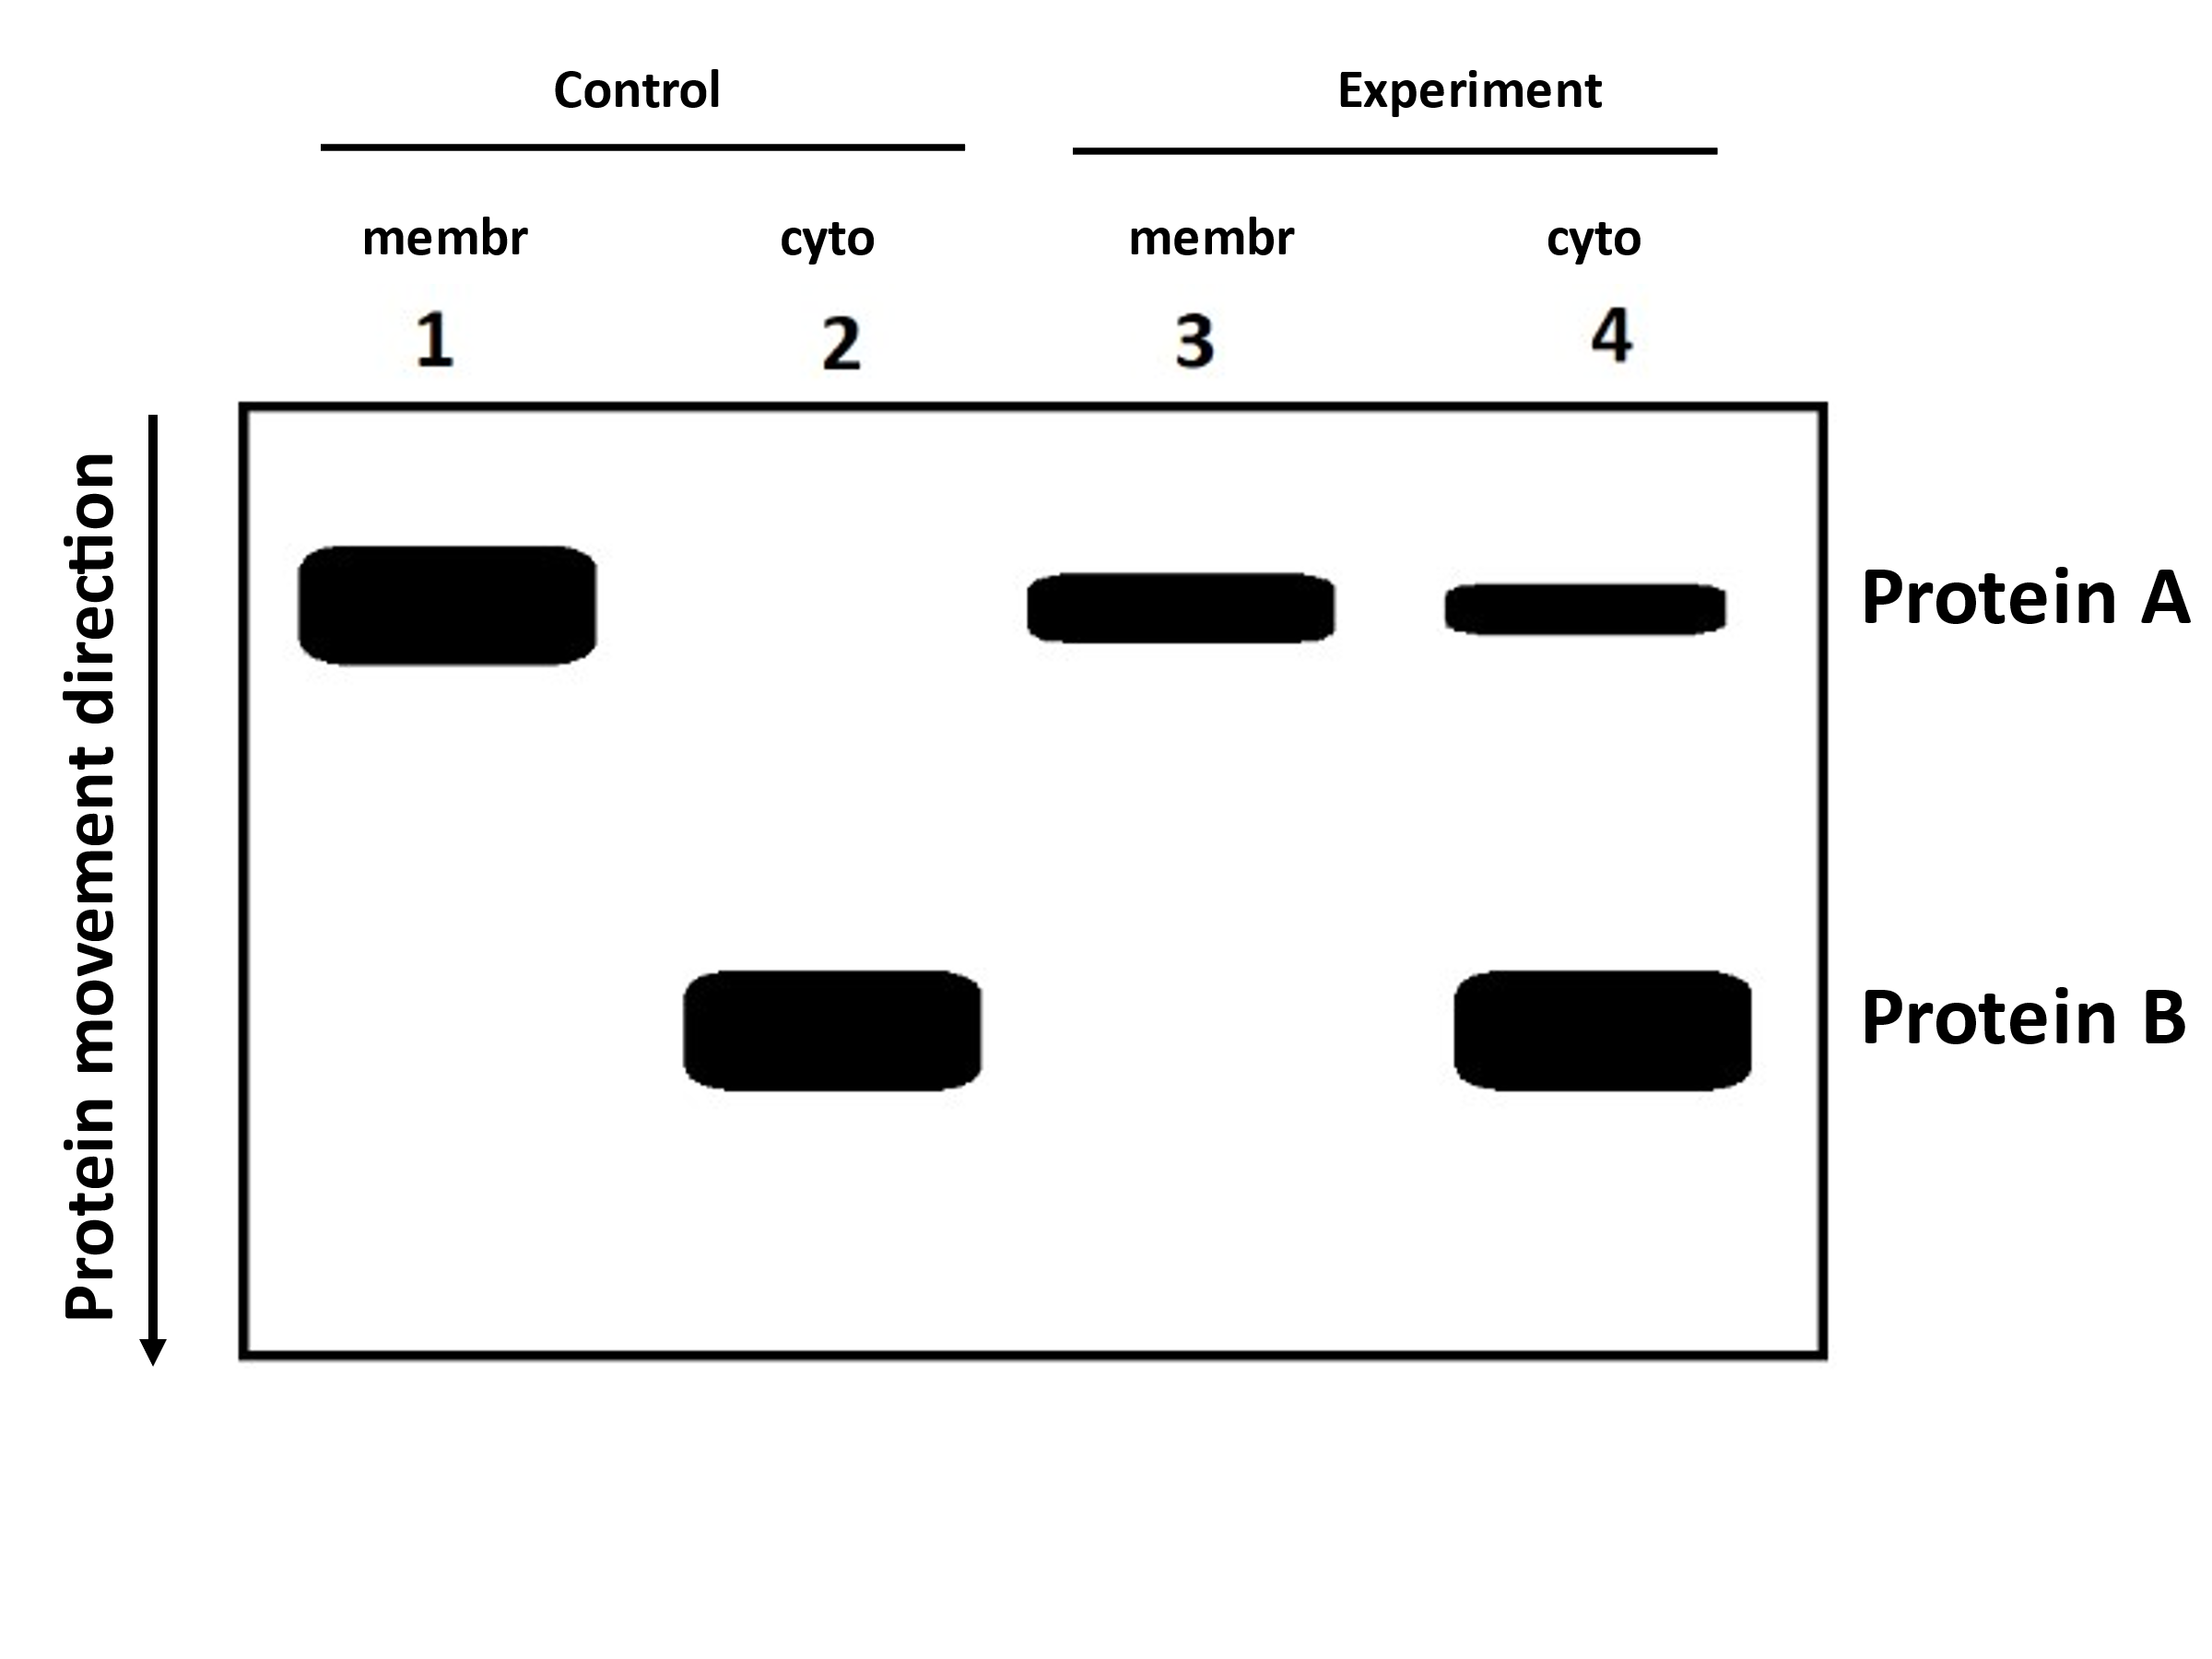 Control
Experiment
membr
cyto
membr
cyto
1
2
3
4
Protein movement direction
Protein A
Protein B